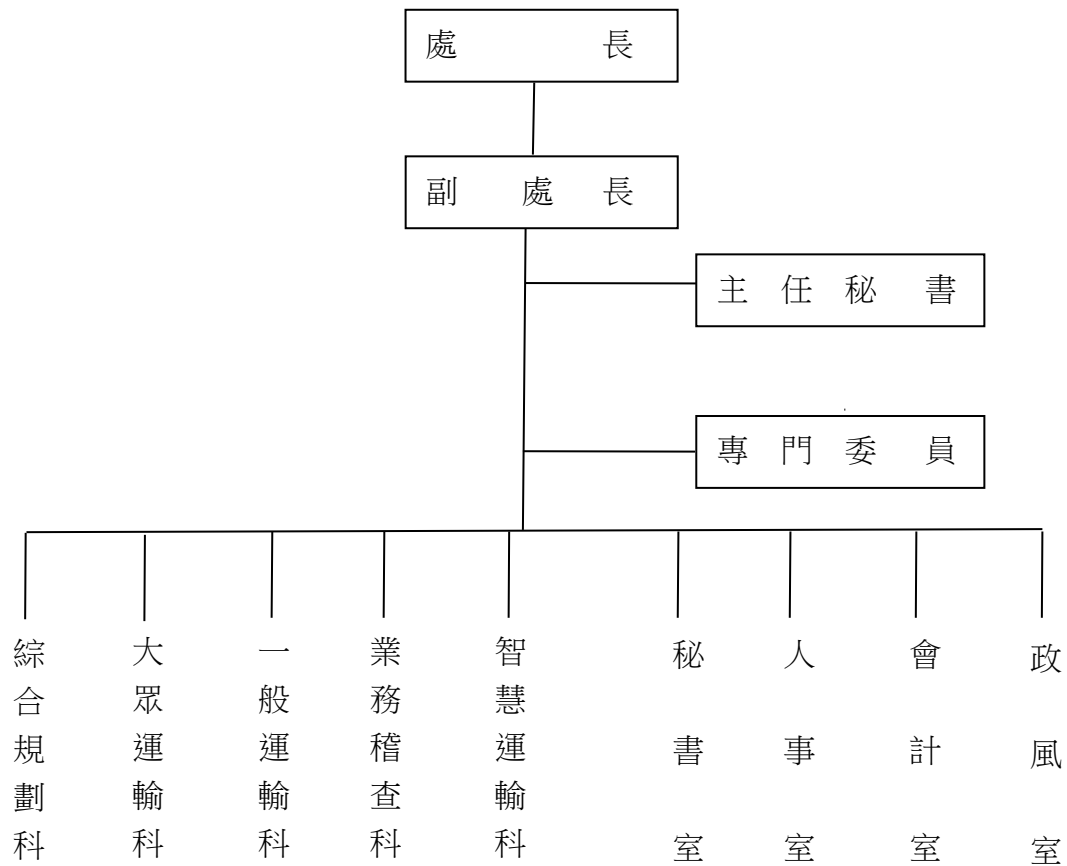 處長
副處長
主任秘書
專門委員
綜合規劃科
大眾運輸科
一般運輸科
業務稽查科
智慧運輸科
秘書室
人事室
會計室
政風室